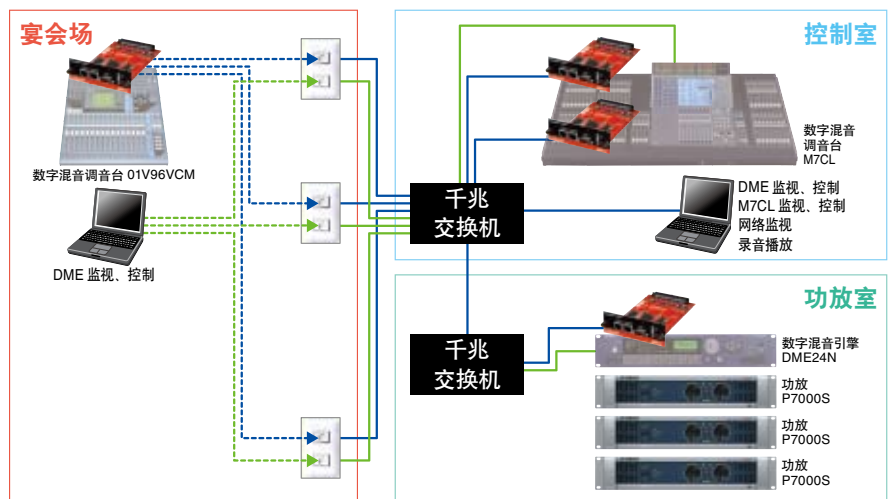 宴会场
数字混音调音台 01V96VCM
DME 监视、控制
控制室
数字混音
调音台
M7CL
千兆
交换机
DME 监视、控制
M7CL 监视、控制
网络监视
录音播放
功放室
千兆
交换机
数字混音引擎
DME24N
功放
P7000S
功放
P7000S
功放
P7000S